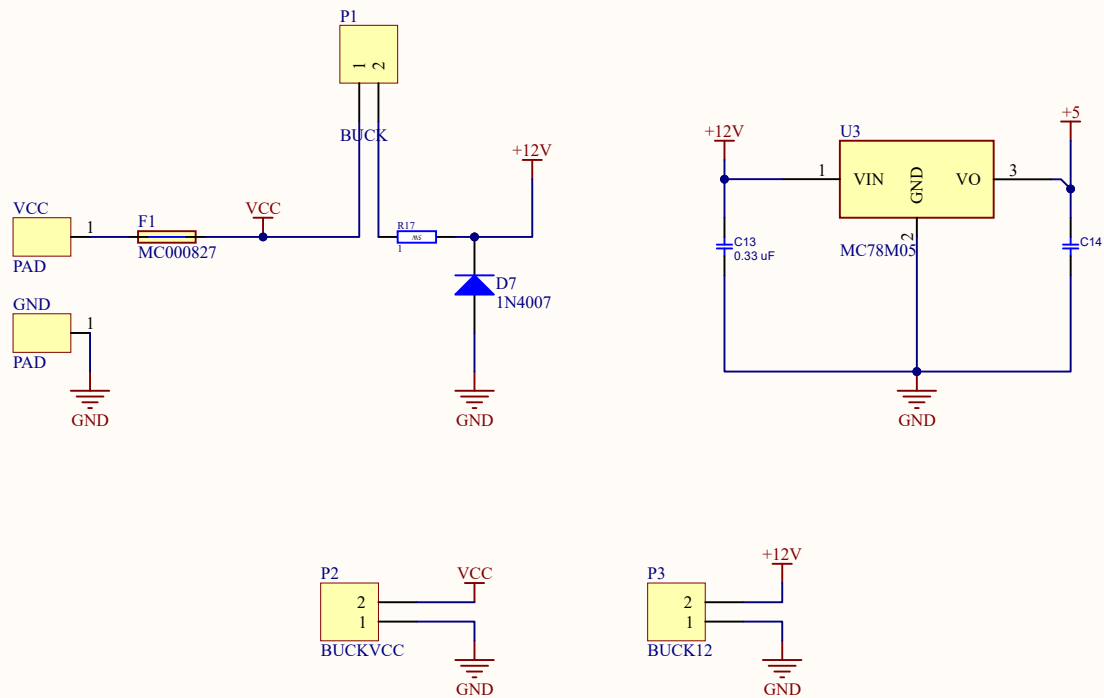 P1
1 2
BUCK
+12V
VCC
1
PAD
F1
MC000827
VCC
R17
1
D7
1N4007
GND
1
PAD
GND
GND
+12V
+5
U3
1 VIN GND VO 3
2
MC78M05
C13
0.33 uF
C14
GND
P2
2
1
BUCKVCC
VCC
GND
P3
2
1
BUCK12
+12V
GND